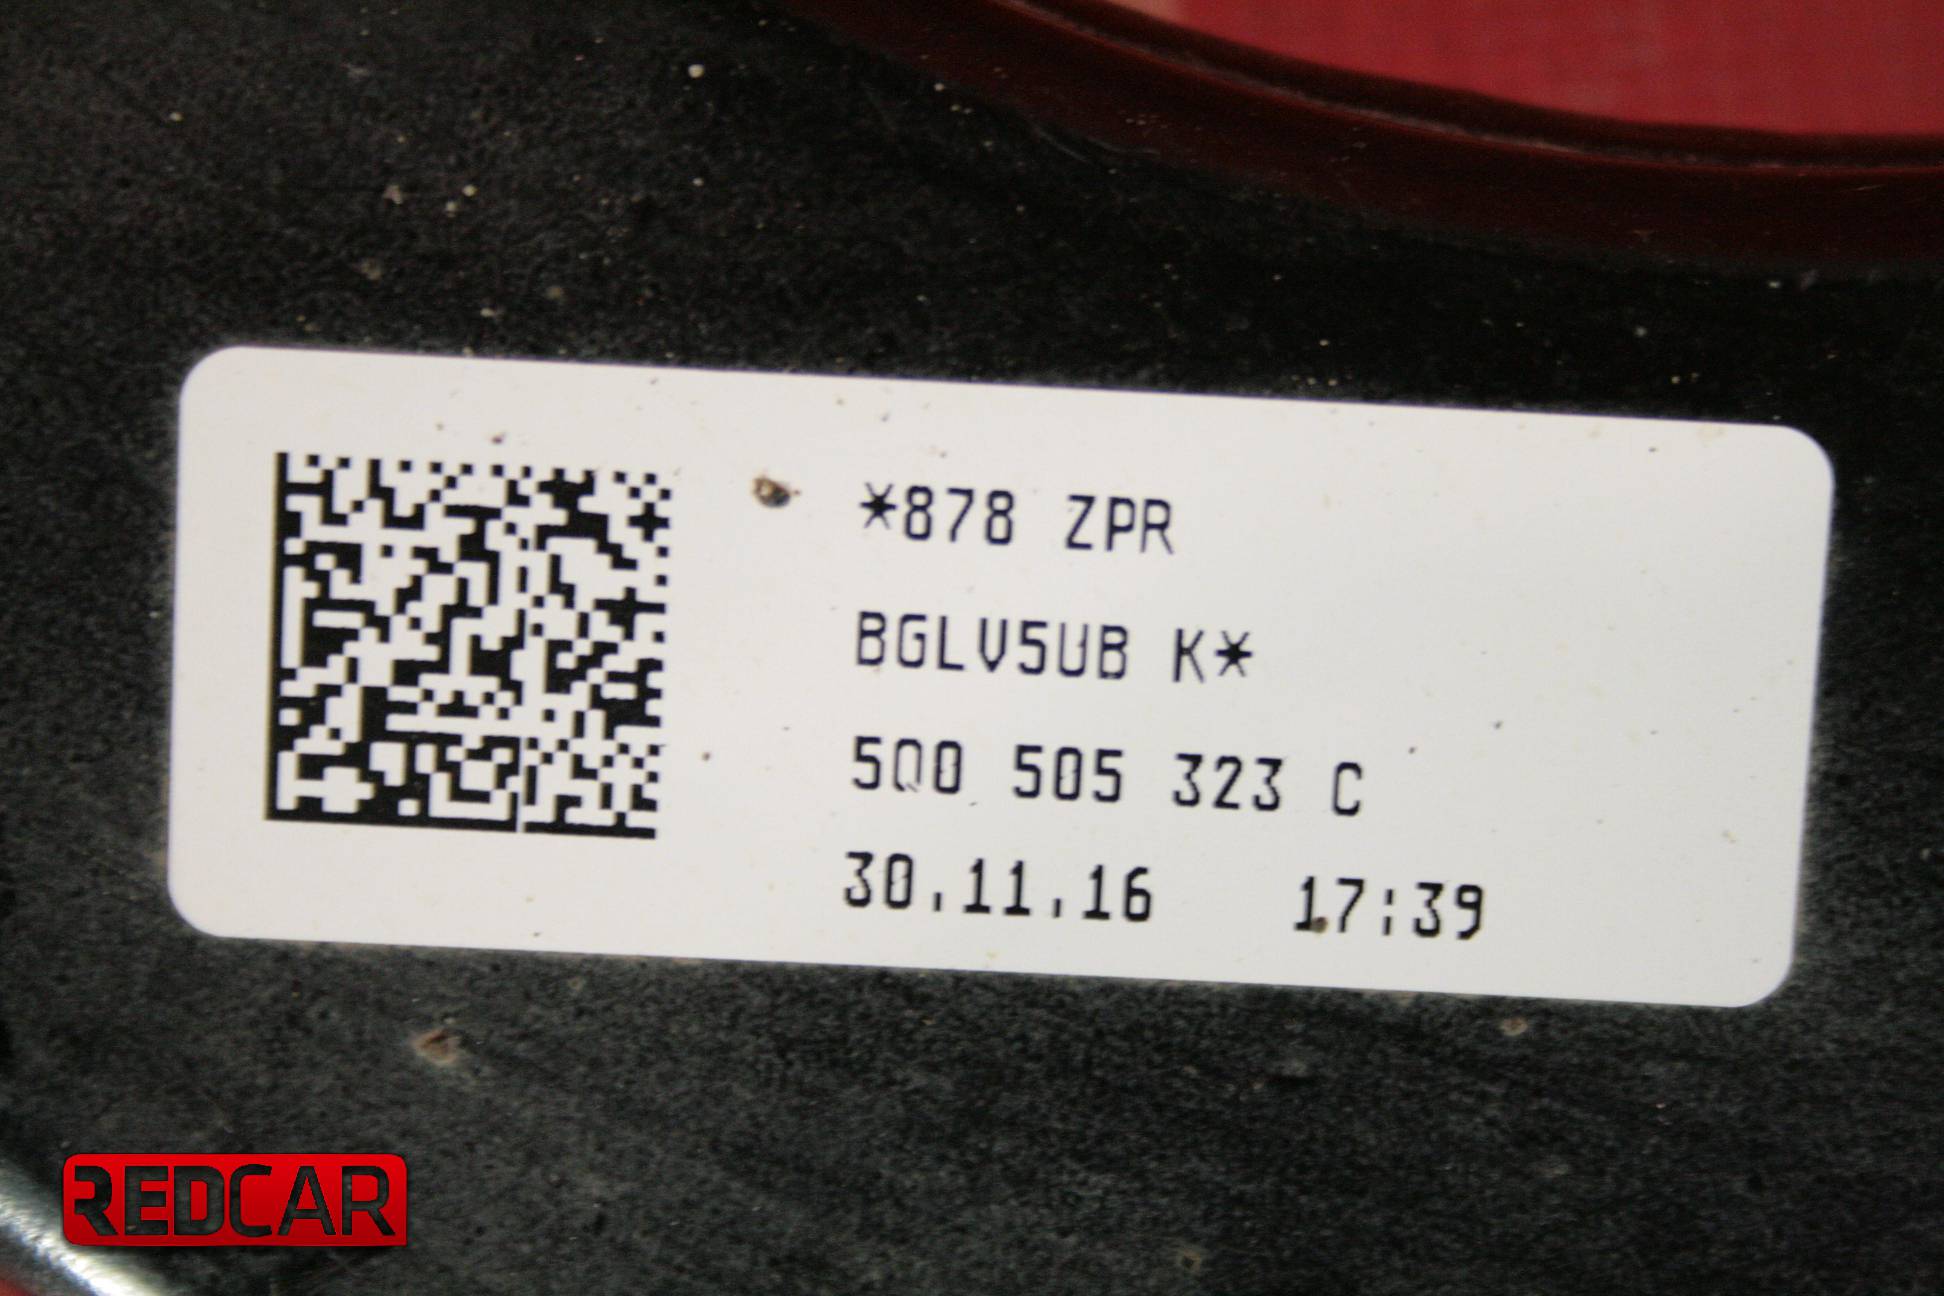 *878 ZPR
BGLV5UB K*
5Q0 505 323 C
30.11.16 17:39
REDCAR